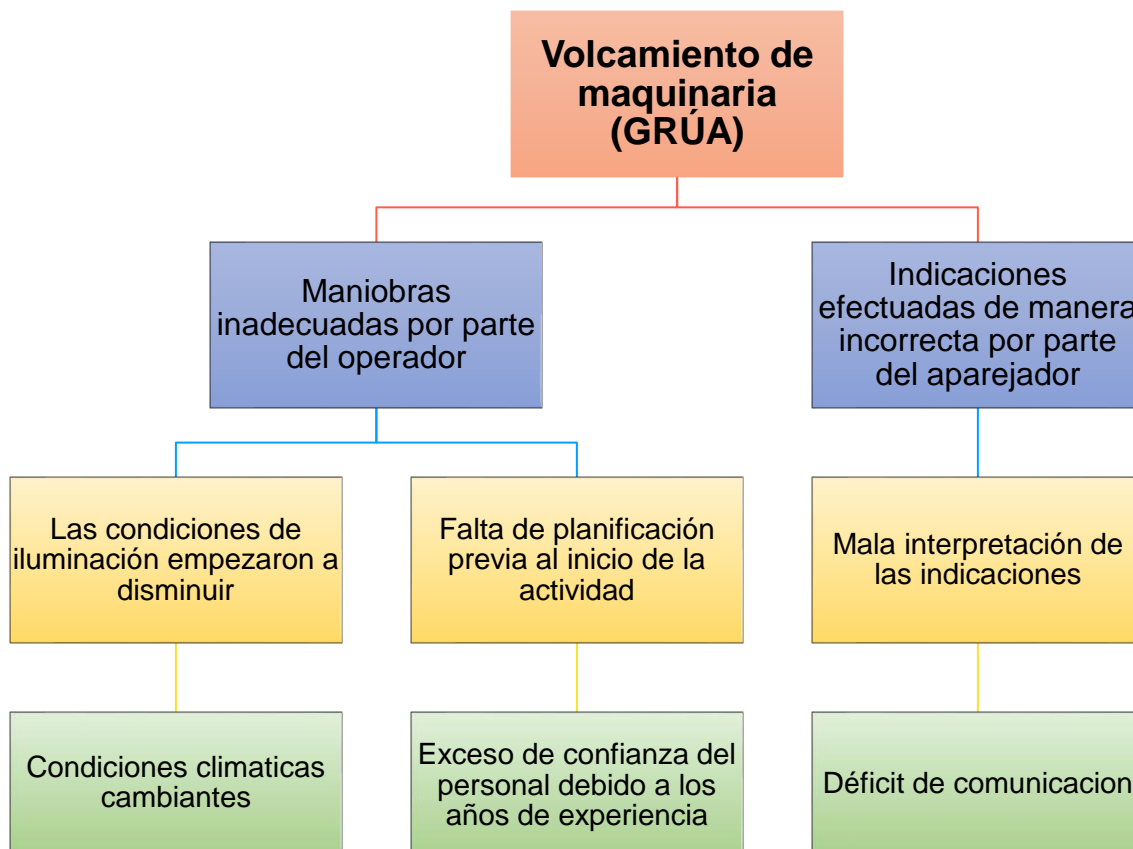 Volcamiento de
maquinaria
(GRÚA)
Maniobras
inadecuadas por parte
del operador
Indicaciones
efectuadas de manera
incorrecta por parte
del aparejador
Las condiciones de
iluminación empezaron a
disminuir
Falta de planificación
previa al inicio de la
actividad
Mala interpretación de
las indicaciones
Condiciones climaticas
cambiantes
Exceso de confianza del
personal debido a los
años de experiencia
Déficit de comunicacion